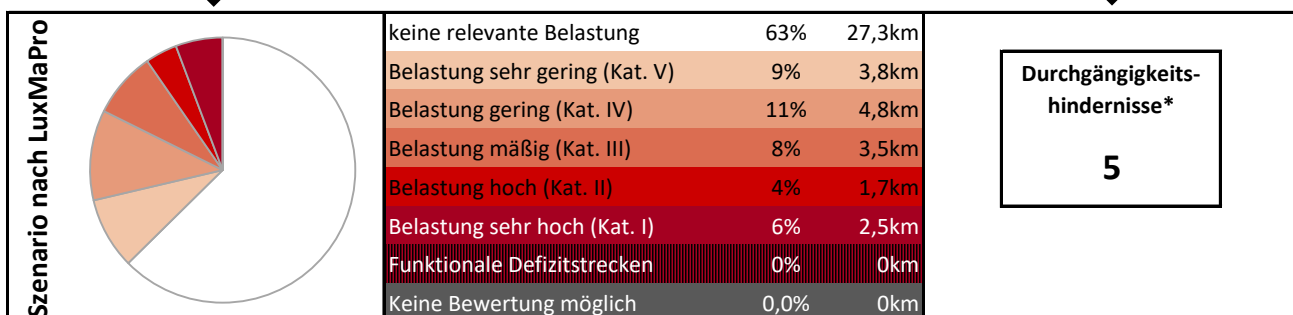 Szenario nach LuxMaPro
keine relevante Belastung 63% 27,3km
Belastung sehr gering (Kat. V) 9% 3,8km
Belastung gering (Kat. IV) 11% 4,8km
Belastung mäßig (Kat. III) 8% 3,5km
Belastung hoch (Kat. II) 4% 1,7km
Belastung sehr hoch (Kat. I) 6% 2,5km
Funktionale Defizitstrecken 0% 0km
Keine Bewertung möglich 0,0% 0km
Durchgängigkeits-
hindernisse*
5